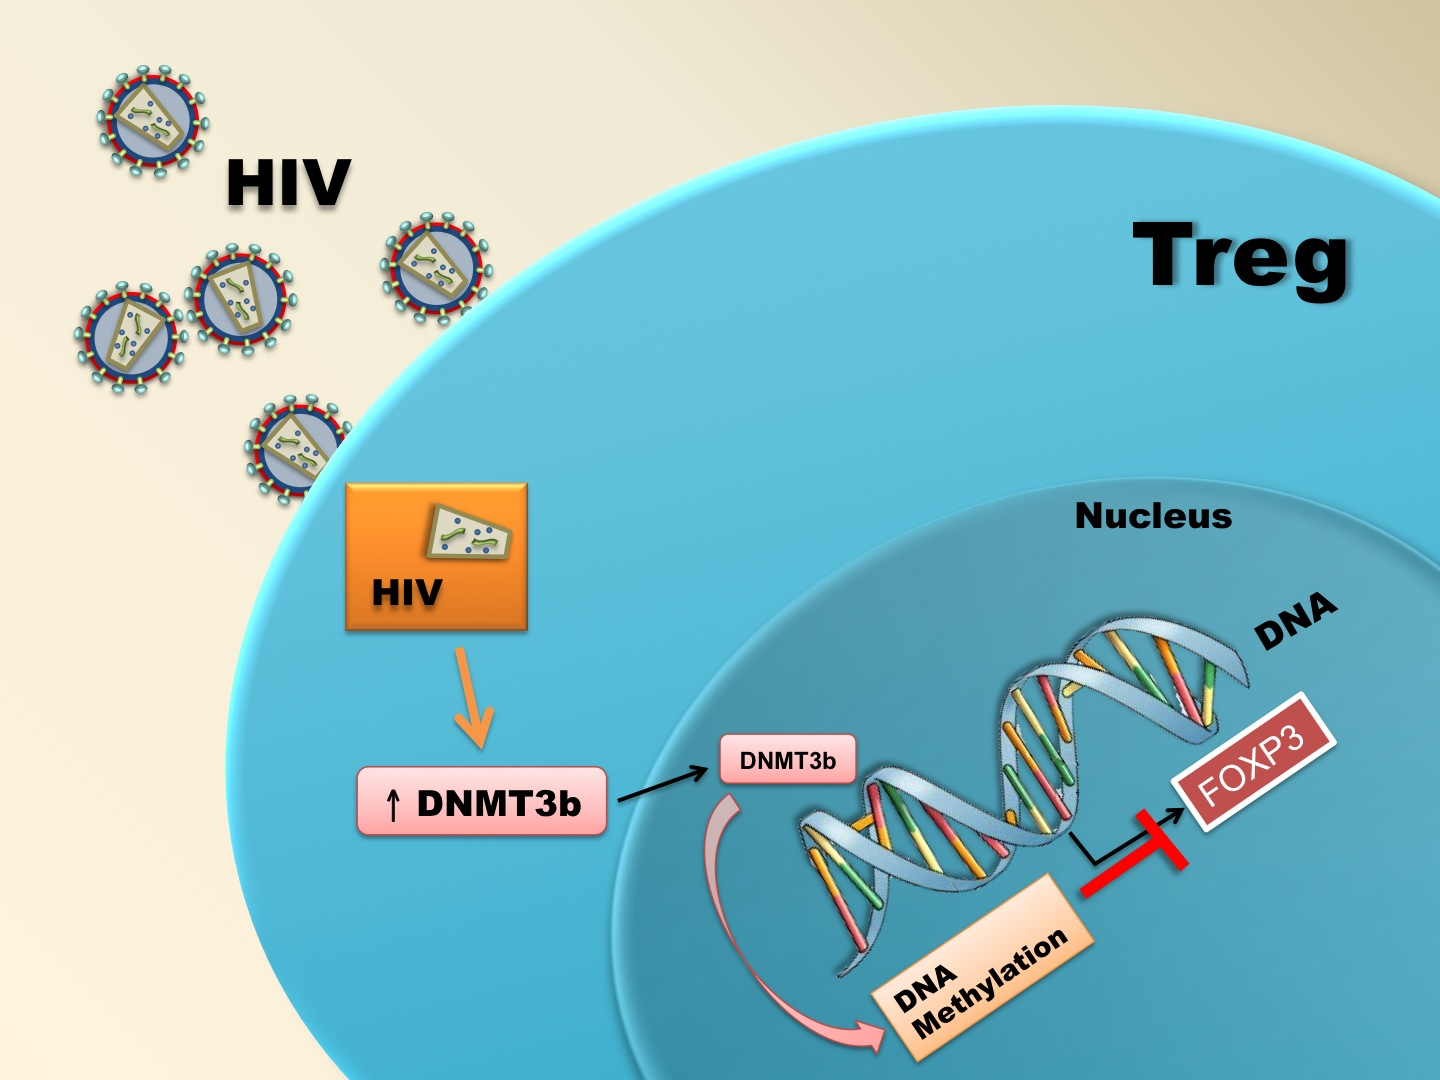 HIV
Treg
Nucleus
HIV
DNA
FOXP3
DNMT3b
↑ DNMT3b
DNA
Methylation